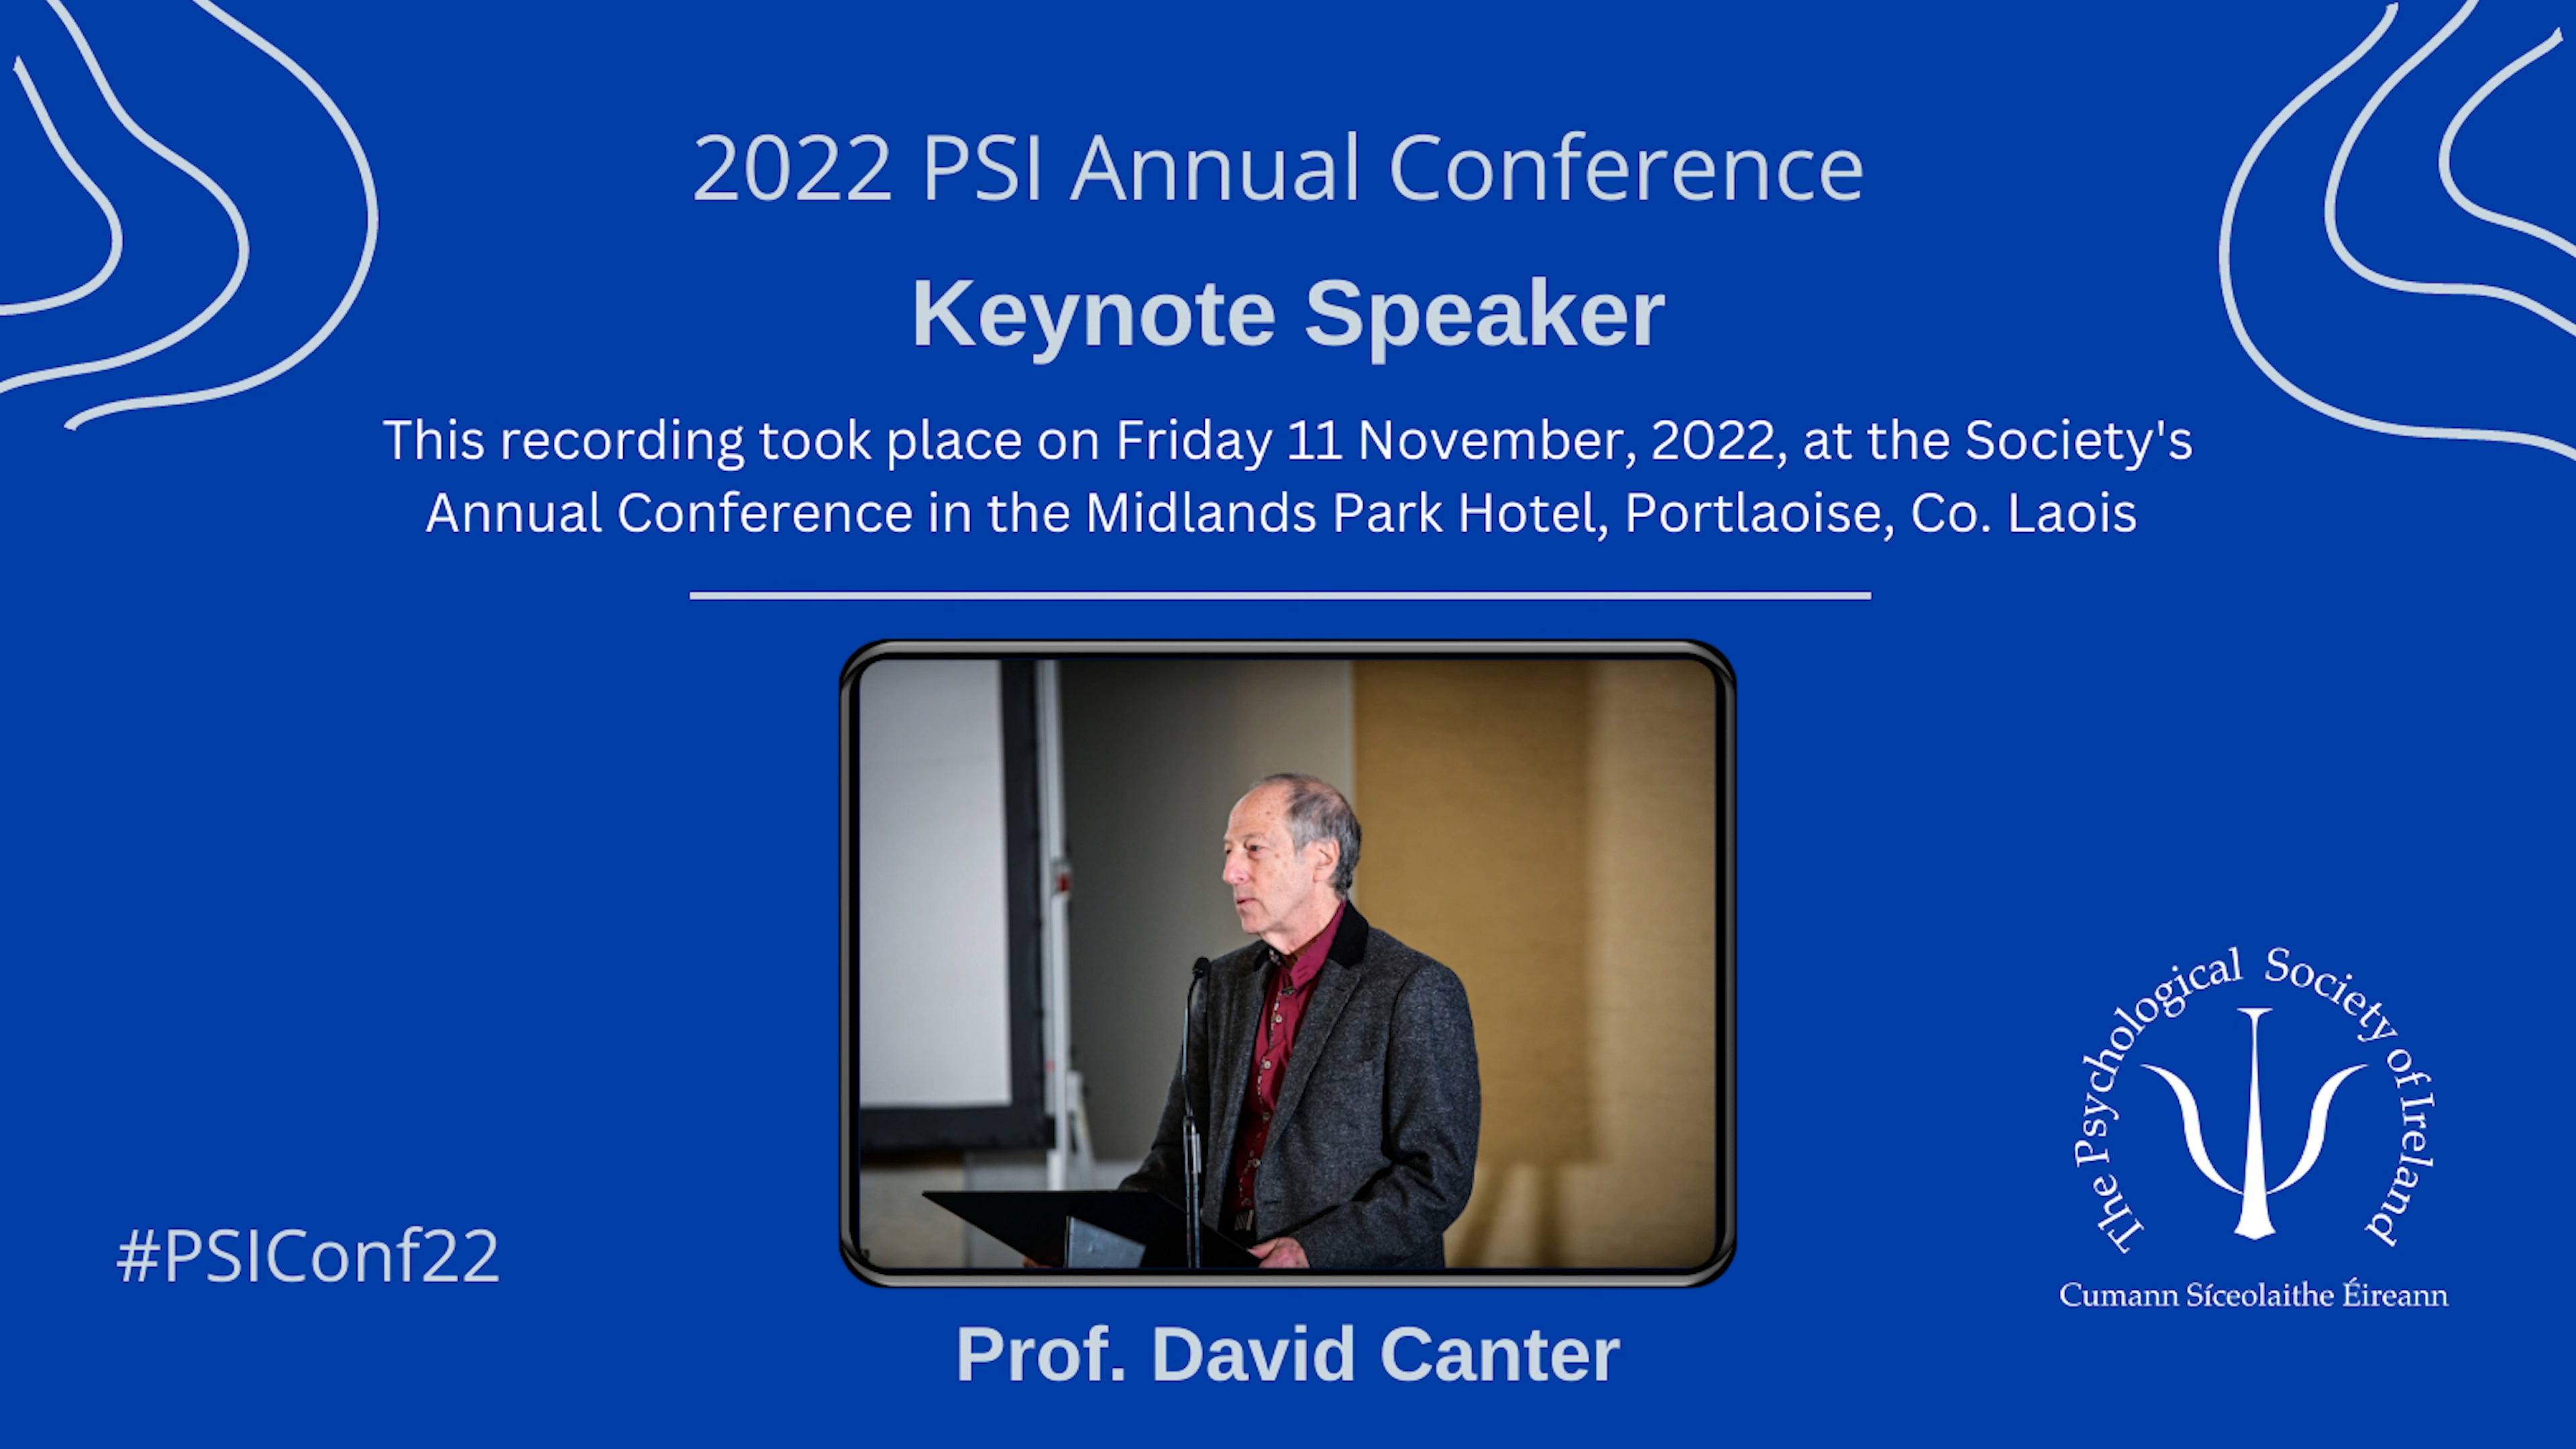 2022 PSI Annual Conference
Keynote Speaker
This recording took place on Friday 11 November, 2022, at the Society's
Annual Conference in the Midlands Park Hotel, Portlaoise, Co. Laois
The Psychological Society of Ireland
Cumann Síceolaithe Éireann
#PSIConf22
Prof. David Canter